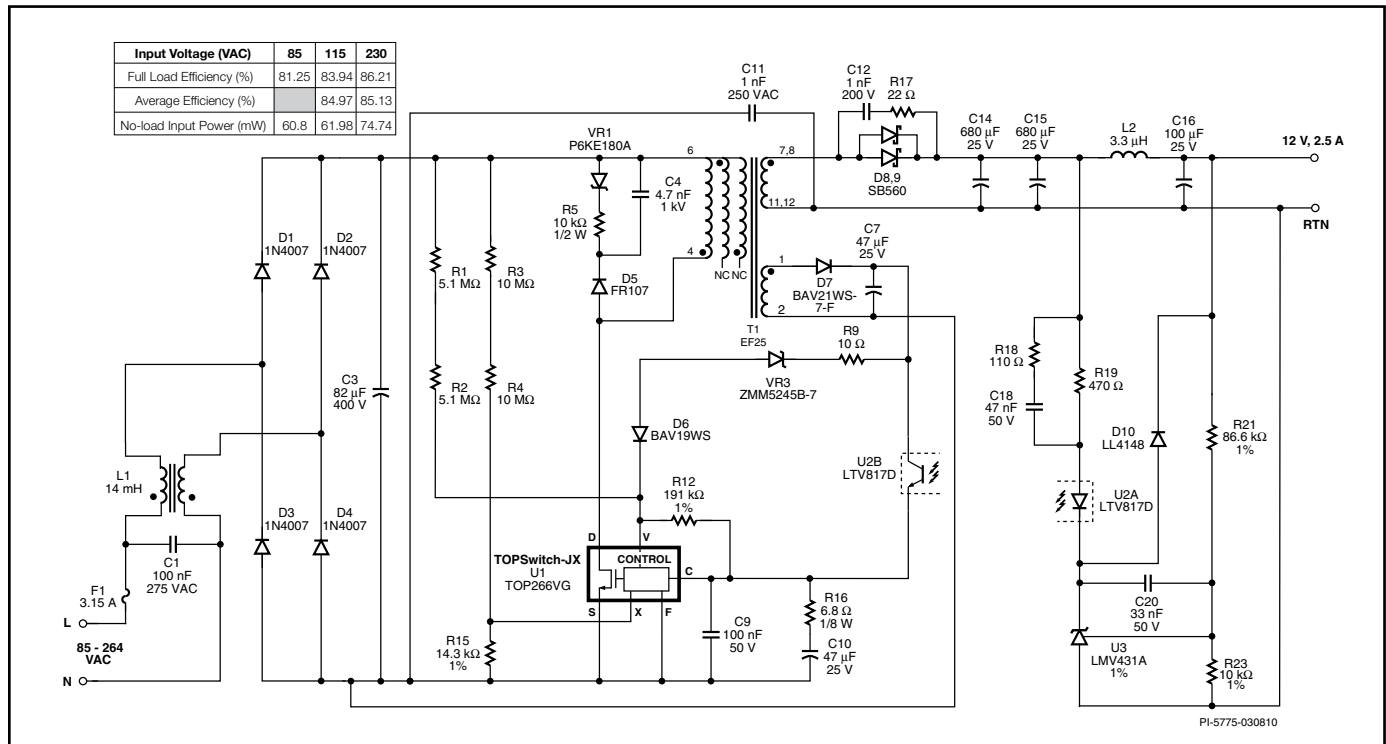 Input Voltage (VAC) 85 115 230
Full Load Efficiency (%) 81.25 83.94 86.21
Average Efficiency (%) 84.97 85.13
No-load Input Power (mW) 60.8 61.98 74.74
C11
1 nF
250 VAC
C12
1 nF
200 V
R17
22 Ω
D8,9
SB560
C14
680 µF
25 V
C15
680 µF
25 V
L2
3.3 µH
C16
100 µF
25 V
12 V, 2.5 A
RTN
VR1
P6KE180A
C4
4.7 nF
1 kV
R5
10 kΩ
1/2 W
D5
FR107
6
4
NC NC
7,8
11,12
1
2
T1
EF25
C7
47 µF
25 V
D7
BAV21WS-
7-F
D1
1N4007
D2
1N4007
R1
5.1 MΩ
R3
10 MΩ
R2
5.1 MΩ
R4
10 MΩ
C3
82 µF
400 V
VR3
ZMM5245B-7
R9
10 Ω
D6
BAV19WS
R12
191 kΩ
1%
U2B
LTV817D
R18
110 Ω
C18
47 nF
50 V
R19
470 Ω
D10
LL4148
R21
86.6 kΩ
1%
U2A
LTV817D
L1
14 mH
D3
1N4007
D4
1N4007
C1
100 nF
275 VAC
F1
3.15 A
L
85 - 264
VAC
N
TOPSwitch-JX
U1
TOP266VG
D
V
CONTROL
C
S
X
F
R15
14.3 kΩ
1%
C9
100 nF
50 V
R16
6.8 Ω
1/8 W
C10
47 µF
25 V
C20
33 nF
50 V
U3
LMV431A
1%
R23
10 kΩ
1%
PI-5775-030810